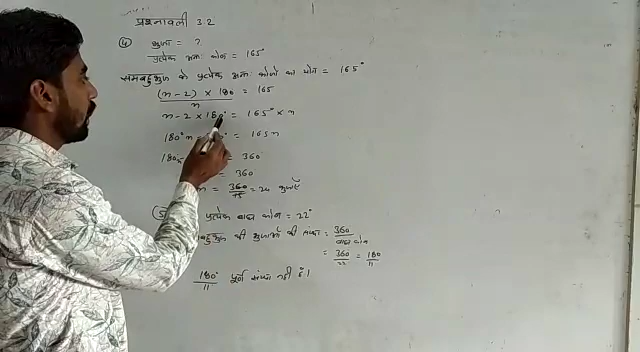 प्रश्नावली 3.2
④ भुजा = ?
प्रत्येक अन्तः कोण = 165°
समबहुभुज के प्रत्येक अन्तः कोणों का योग = 165°
(n - 2) × 180 / n = 165
n - 2 × 180° = 165° × n
180°n = 165n
180n = 360
= 360
n = 360/15 = 24 भुजाएँ
⑤ प्रत्येक बाह्य कोण = 22°
की भुजाओं की संख्या = 360 / बाह्य कोण
= 360/22 = 180/11
180°/11 पूर्ण संख्या नहीं है।